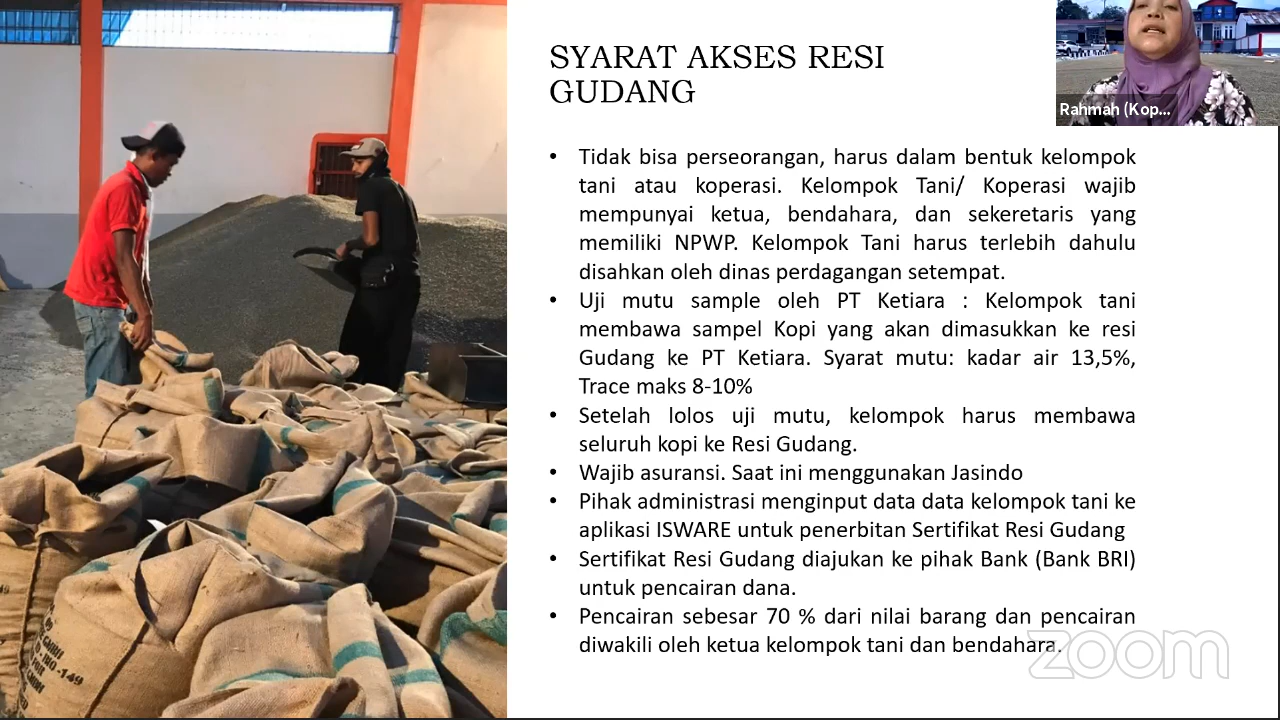 SYARAT AKSES RESI
GUDANG
Rahmah (Kop...
• Tidak bisa perseorangan, harus dalam bentuk kelompok
tani atau koperasi. Kelompok Tani/ Koperasi wajib
mempunyai ketua, bendahara, dan sekeretaris yang
memiliki NPWP. Kelompok Tani harus terlebih dahulu
disahkan oleh dinas perdagangan setempat.
• Uji mutu sample oleh PT Ketiara : Kelompok tani
membawa sampel Kopi yang akan dimasukkan ke resi
Gudang ke PT Ketiara. Syarat mutu: kadar air 13,5%,
Trace maks 8-10%
• Setelah lolos uji mutu, kelompok harus membawa
seluruh kopi ke Resi Gudang.
• Wajib asuransi. Saat ini menggunakan Jasindo
• Pihak administrasi menginput data data kelompok tani ke
aplikasi ISWARE untuk penerbitan Sertifikat Resi Gudang
• Sertifikat Resi Gudang diajukan ke pihak Bank (Bank BRI)
untuk pencairan dana.
• Pencairan sebesar 70 % dari nilai barang dan pencairan
diwakili oleh ketua kelompok tani dan bendahara.
zoom